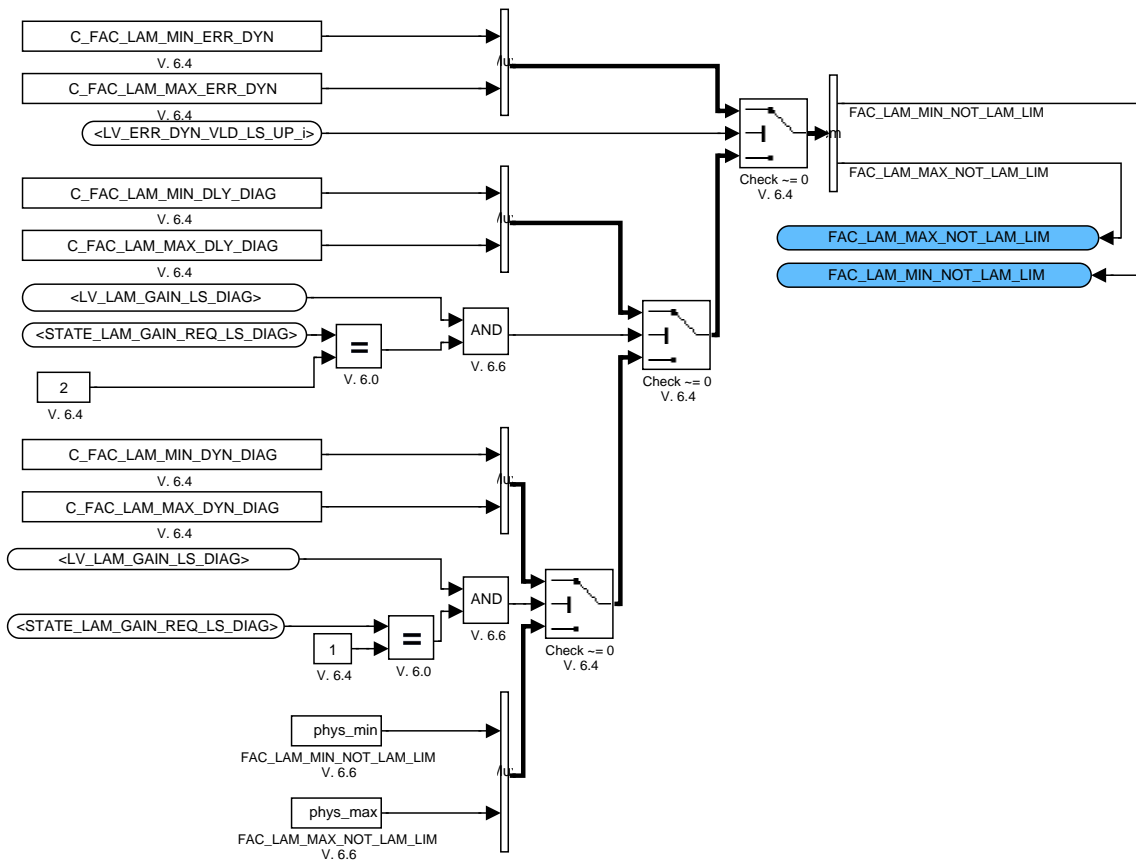 C_FAC_LAM_MIN_ERR_DYN
V. 6.4
C_FAC_LAM_MAX_ERR_DYN
V. 6.4
<LV_ERR_DYN_VLD_LS_UP_i>
Check ~= 0
V. 6.4
FAC_LAM_MIN_NOT_LAM_LIM
FAC_LAM_MAX_NOT_LAM_LIM
FAC_LAM_MAX_NOT_LAM_LIM
FAC_LAM_MIN_NOT_LAM_LIM
C_FAC_LAM_MIN_DLY_DIAG
V. 6.4
C_FAC_LAM_MAX_DLY_DIAG
V. 6.4
<LV_LAM_GAIN_LS_DIAG>
<STATE_LAM_GAIN_REQ_LS_DIAG>
=
V. 6.0
AND
V. 6.6
2
V. 6.4
Check ~= 0
V. 6.4
C_FAC_LAM_MIN_DYN_DIAG
V. 6.4
C_FAC_LAM_MAX_DYN_DIAG
V. 6.4
<LV_LAM_GAIN_LS_DIAG>
<STATE_LAM_GAIN_REQ_LS_DIAG>
1
V. 6.4
=
V. 6.0
AND
V. 6.6
Check ~= 0
V. 6.4
phys_min
FAC_LAM_MIN_NOT_LAM_LIM
V. 6.6
phys_max
FAC_LAM_MAX_NOT_LAM_LIM
V. 6.6